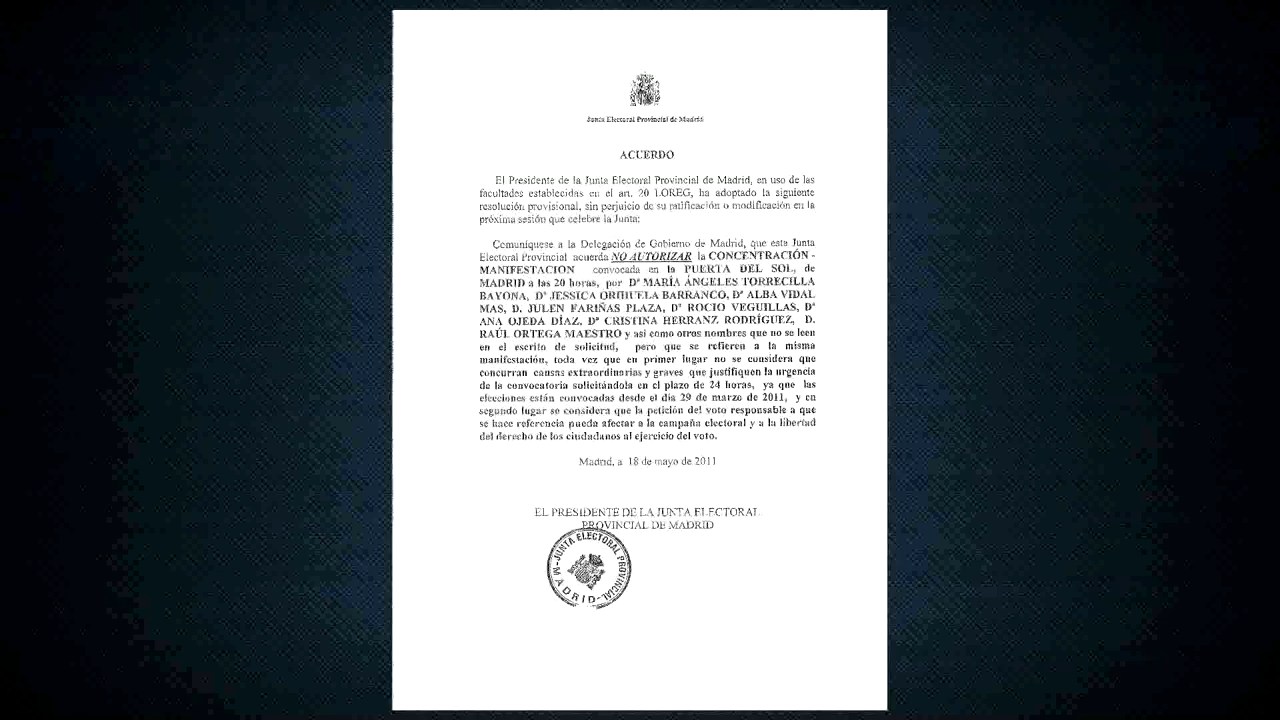 Junta Electoral Provincial de Madrid
ACUERDO
El Presidente de la Junta Electoral Provincial de Madrid, en uso de las
facultades establecidas en el art. 20 LOREG, ha adoptado la siguiente
resolución provisional, sin perjuicio de su ratificación o modificación en la
próxima sesión que celebre la Junta:
Comuníquese a la Delegación de Gobierno de Madrid, que esta Junta
Electoral Provincial acuerda NO AUTORIZAR la CONCENTRACIÓN -
MANIFESTACION convocada en la PUERTA DEL SOL, de
MADRID a las 20 horas, por Dª MARÍA ÁNGELES TORRECILLA
BAYONA, Dª JESSICA ORIHUELA BARRANCO, Dª ALBA VIDAL
MAS, D. JULEN FARIÑAS PLAZA, Dª ROCIO VEGUILLAS, Dª
ANA OJEDA DÍAZ, Dª CRISTINA HERRANZ RODRÍGUEZ, D.
RAÚL ORTEGA MAESTRO y asi como otros nombres que no se leen
en el escrito de solicitud, pero que se refieren a la misma
manifestación, toda vez que en primer lugar no se considera que
concurran causas extraordinarias y graves que justifiquen la urgencia
de la convocatoria solicitándola en el plazo de 24 horas, ya que las
elecciones están convocadas desde el día 29 de marzo de 2011, y en
segundo lugar se considera que la petición del voto responsable a que
se hace referencia pueda afectar a la campaña electoral y a la libertad
del derecho de los ciudadanos al ejercicio del voto.
Madrid, a 18 de mayo de 2011
EL PRESIDENTE DE LA JUNTA ELECTORAL
PROVINCIAL DE MADRID
JUNTA ELECTORAL PROVINCIAL
-MADRID-